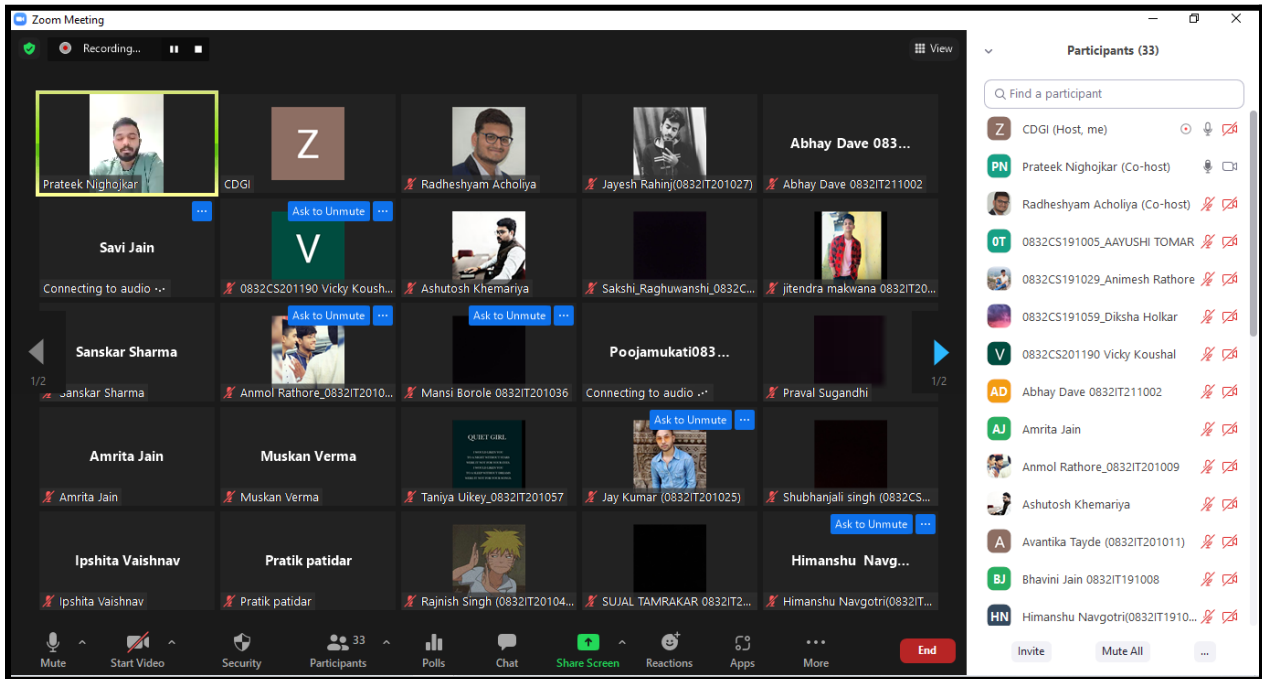 Zoom Meeting
Recording...
View
Prateek Nighojkar
Z
CDGI
Radheshyam Acholiya
Jayesh Rahinj(0832IT201027)
Abhay Dave 083...
Abhay Dave 0832IT211002
Savi Jain
Connecting to audio
Ask to Unmute
V
0832CS201190 Vicky Koush...
Ashutosh Khemariya
Sakshi_Raghuwanshi_0832C...
jitendra makwana 0832IT20...
1/2
Sanskar Sharma
Sanskar Sharma
Ask to Unmute
Anmol Rathore_0832IT2010...
Ask to Unmute
Mansi Borole 0832IT201036
Poojamukati083...
Connecting to audio
Praval Sugandhi
1/2
Amrita Jain
Amrita Jain
Muskan Verma
Muskan Verma
QUIET GIRL
Taniya Uikey_0832IT201057
Ask to Unmute
Jay Kumar (0832IT201025)
Shubhanjali singh (0832CS...
Ipshita Vaishnav
Ipshita Vaishnav
Pratik patidar
Pratik patidar
Rajnish Singh (0832IT20104...
SUJAL TAMRAKAR 0832IT2...
Ask to Unmute
Himanshu Navg...
Himanshu Navgotri(0832IT...
Mute
Start Video
Security
33
Participants
Polls
Chat
Share Screen
Reactions
Apps
More
End
Participants (33)
Find a participant
Z CDGI (Host, me)
PN Prateek Nighojkar (Co-host)
Radheshyam Acholiya (Co-host)
0T 0832CS191005_AAYUSHI TOMAR
0832CS191029_Animesh Rathore
0832CS191059_Diksha Holkar
V 0832CS201190 Vicky Koushal
AD Abhay Dave 0832IT211002
AJ Amrita Jain
Anmol Rathore_0832IT201009
Ashutosh Khemariya
A Avantika Tayde (0832IT201011)
BJ Bhavini Jain 0832IT191008
HN Himanshu Navgotri(0832IT1910...
Invite
Mute All
...